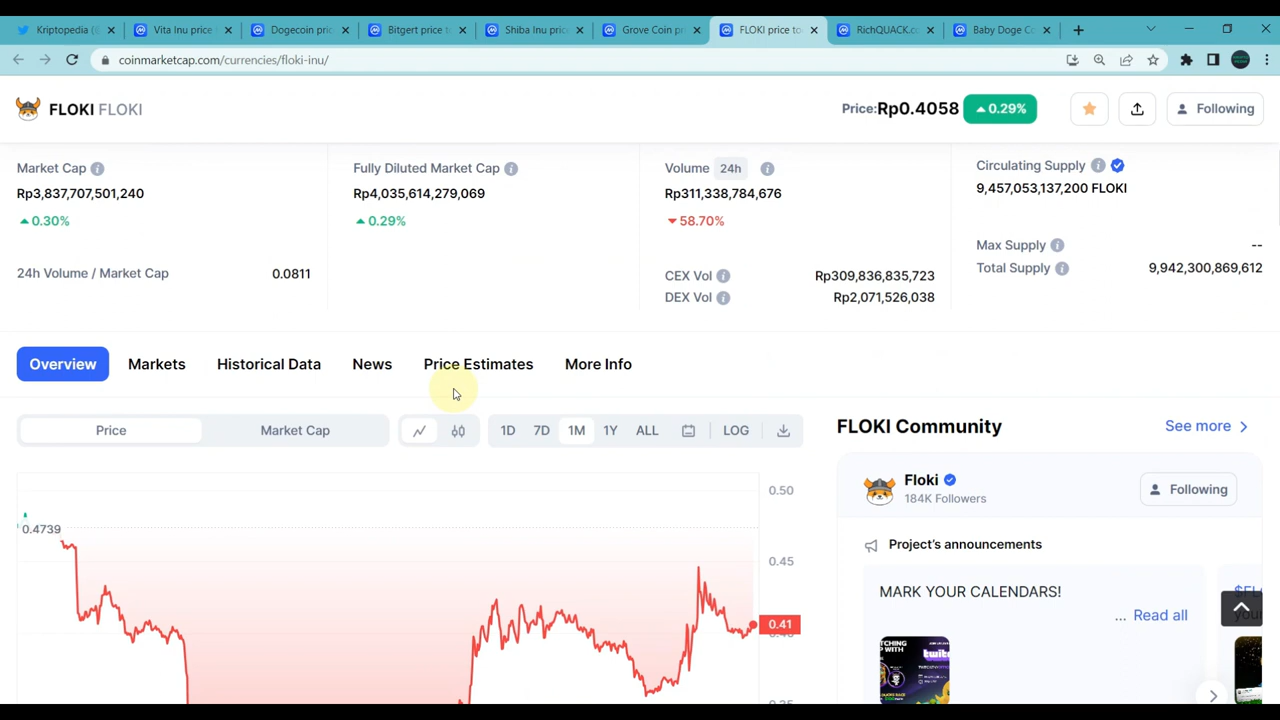 Kriptopedia (
Vita Inu price
Dogecoin pric
Bitgert price to
Shiba Inu price
Grove Coin pr
FLOKI price to
RichQUACK.co
Baby Doge Co
coinmarketcap.com/currencies/floki-inu/
FLOKI FLOKI
Price: Rp0.4058 0.29%
Following
Market Cap
Rp3,837,707,501,240
0.30%
24h Volume / Market Cap 0.0811
Fully Diluted Market Cap
Rp4,035,614,279,069
0.29%
Volume 24h
Rp311,338,784,676
58.70%
CEX Vol Rp309,836,835,723
DEX Vol Rp2,071,526,038
Circulating Supply
9,457,053,137,200 FLOKI
Max Supply --
Total Supply 9,942,300,869,612
Overview Markets Historical Data News Price Estimates More Info
Price Market Cap 1D 7D 1M 1Y ALL LOG
0.50
0.4739
0.45
0.41
FLOKI Community See more
Floki
184K Followers
Following
Project's announcements
MARK YOUR CALENDARS!
... Read all
twitch